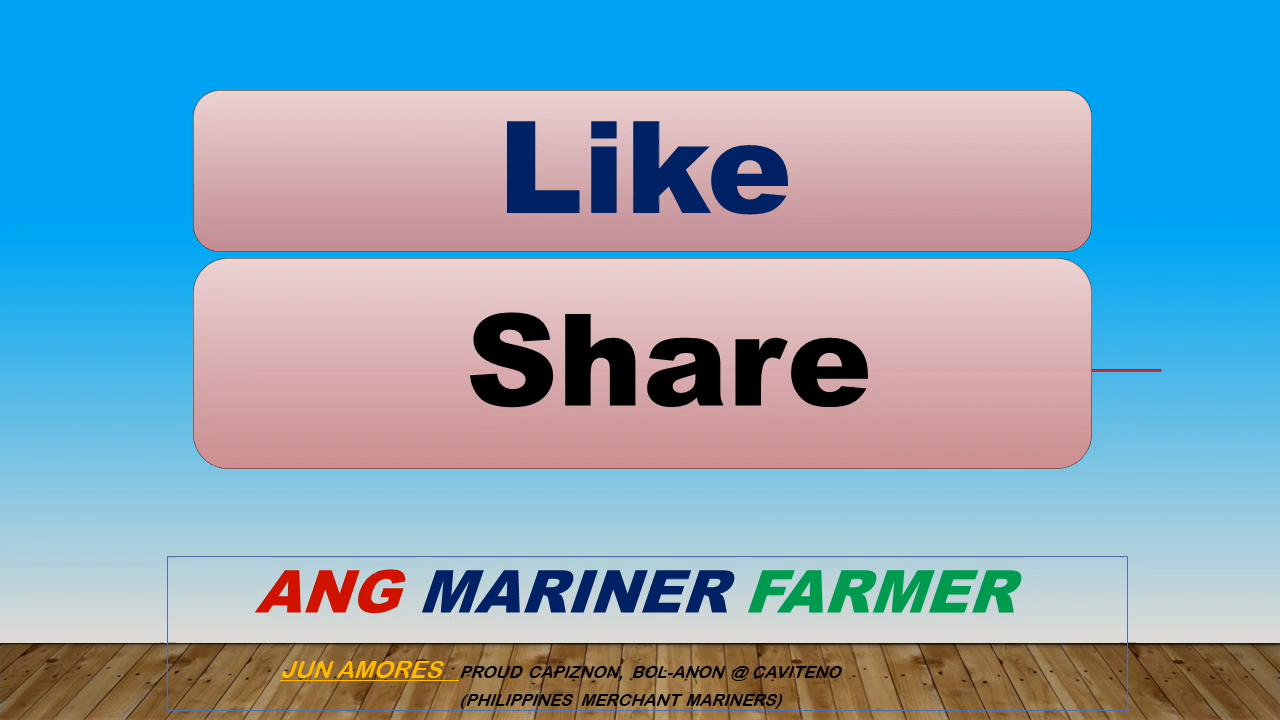 Like
Share
ANG MARINER FARMER
JUN AMORES PROUD CAPIZNON, BOL-ANON @ CAVITENO
(PHILIPPINES MERCHANT MARINERS)